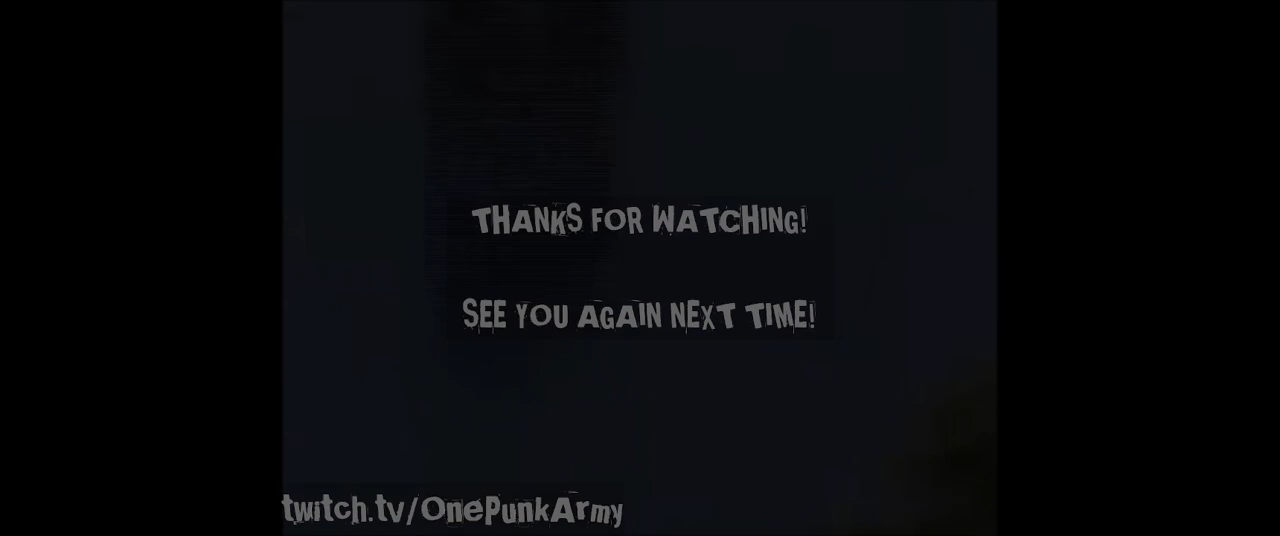 THANKS FOR WATCHING!
SEE YOU AGAIN NEXT TIME!
twitch.tv/OnePunkArmy